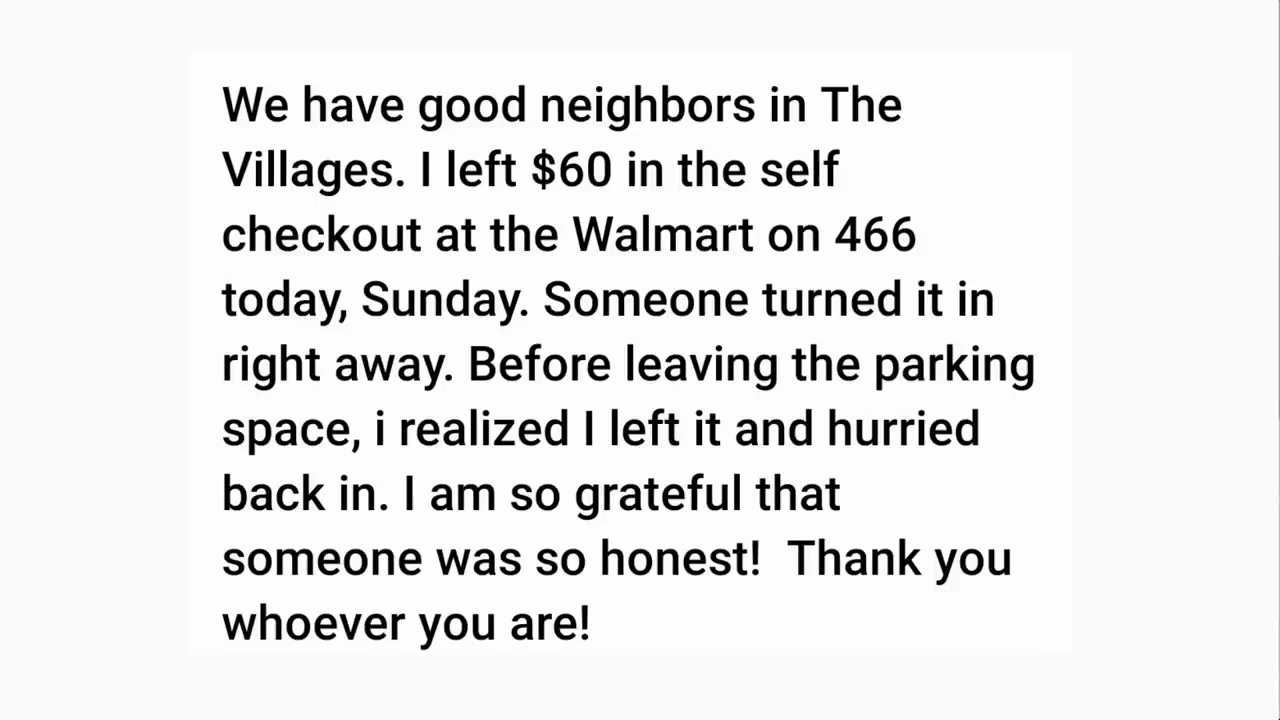 We have good neighbors in The
Villages. I left $60 in the self
checkout at the Walmart on 466
today, Sunday. Someone turned it in
right away. Before leaving the parking
space, i realized I left it and hurried
back in. I am so grateful that
someone was so honest!  Thank you
whoever you are!